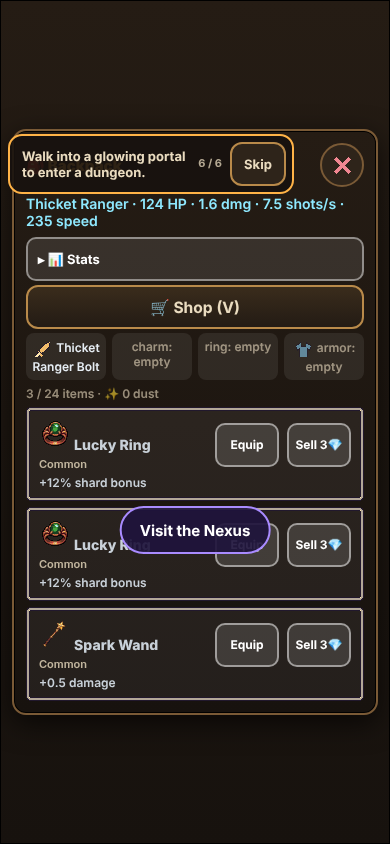 Walk into a glowing portal
to enter a dungeon.
6 / 6
Skip
Thicket Ranger · 124 HP · 1.6 dmg · 7.5 shots/s ·
235 speed
▸ 📊 Stats
🛒 Shop (V)
Thicket
Ranger Bolt
charm:
empty
ring: empty
armor:
empty
3 / 24 items · ✨ 0 dust
Lucky Ring
Equip
Sell 3💎
Common
+12% shard bonus
Lucky Ring
Equip
Sell 3💎
Visit the Nexus
Common
+12% shard bonus
Spark Wand
Equip
Sell 3💎
Common
+0.5 damage